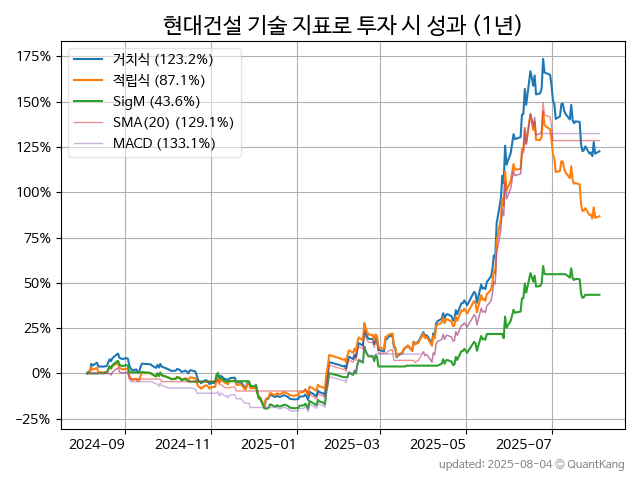 현대건설 기술 지표로 투자 시 성과 (1년)
거치식 (123.2%)
적립식 (87.1%)
SigM (43.6%)
SMA(20) (129.1%)
MACD (133.1%)
175%
150%
125%
100%
75%
50%
25%
0%
−25%
2024-09 2024-11 2025-01 2025-03 2025-05 2025-07
updated: 2025-08-04 © QuantKang